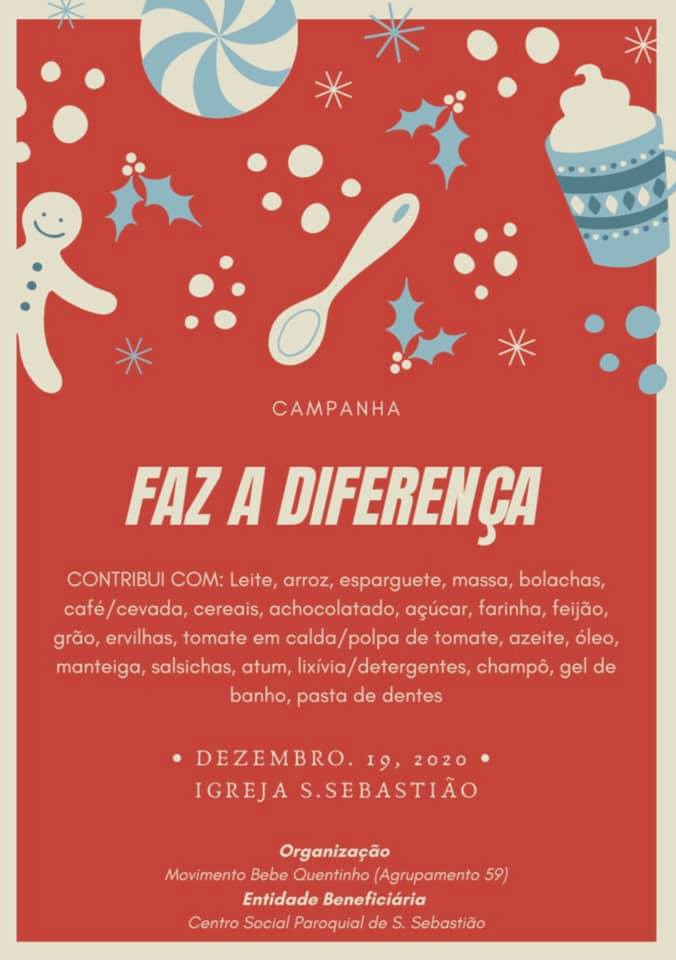 CAMPANHA
FAZ A DIFERENÇA
CONTRIBUI COM: Leite, arroz, esparguete, massa, bolachas,
café/cevada, cereais, achocolatado, açúcar, farinha, feijão,
grão, ervilhas, tomate em calda/polpa de tomate, azeite, óleo,
manteiga, salsichas, atum, lixívia/detergentes, champô, gel de
banho, pasta de dentes
• DEZEMBRO. 19, 2020 •
IGREJA S.SEBASTIÃO
Organização
Movimento Bebe Quentinho (Agrupamento 59)
Entidade Beneficiária
Centro Social Paroquial de S. Sebastião